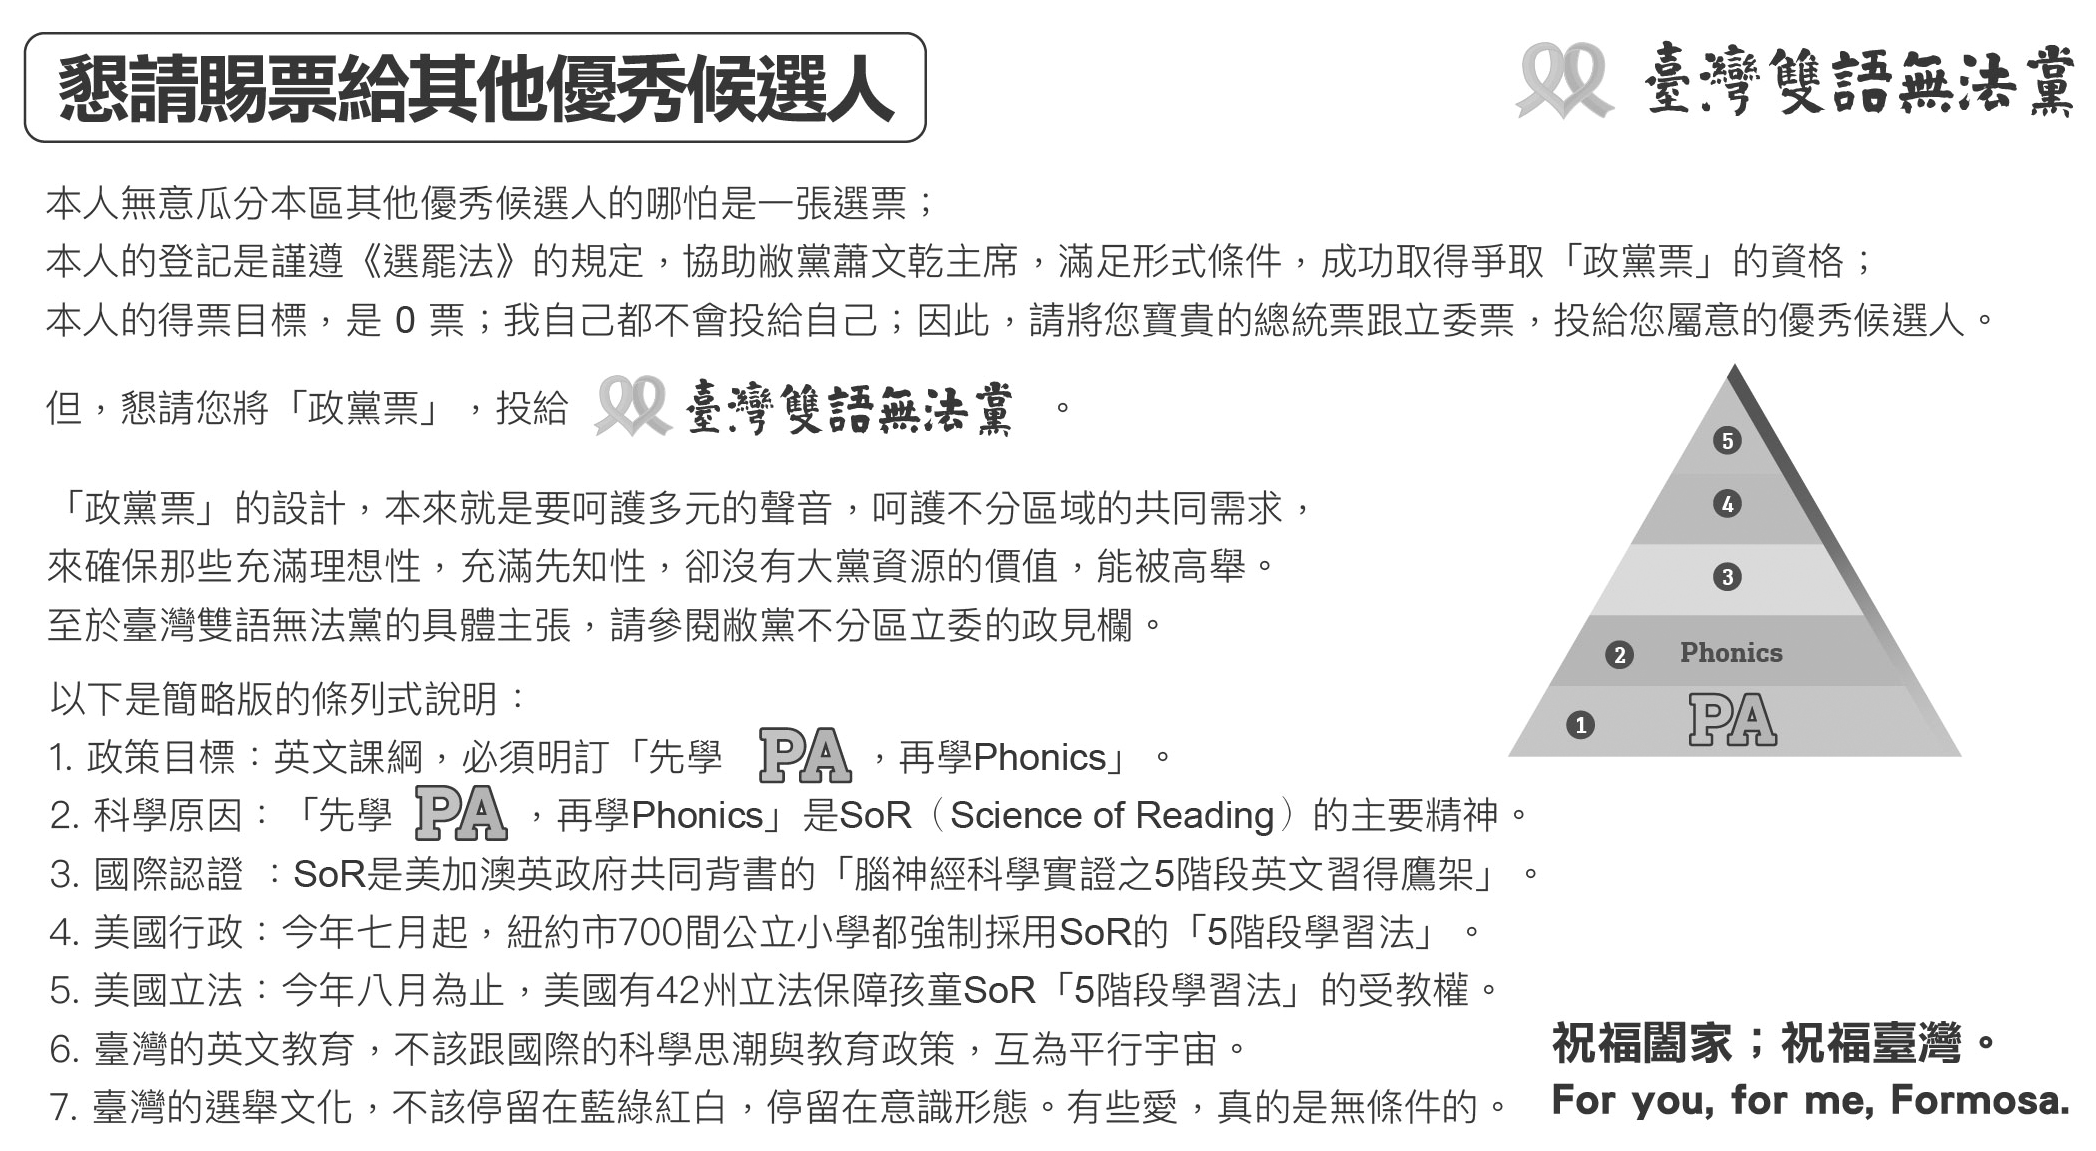 懇請賜票給其他優秀候選人
臺灣雙語無法黨
本人無意瓜分本區其他優秀候選人的哪怕是一張選票；
本人的登記是謹遵《選罷法》的規定，協助敝黨蕭文乾主席，滿足形式條件，成功取得爭取「政黨票」的資格；
本人的得票目標，是 0 票；我自己都不會投給自己；因此，請將您寶貴的總統票跟立委票，投給您屬意的優秀候選人。
但，懇請您將「政黨票」，投給 臺灣雙語無法黨 。
「政黨票」的設計，本來就是要呵護多元的聲音，呵護不分區域的共同需求，
來確保那些充滿理想性，充滿先知性，卻沒有大黨資源的價值，能被高舉。
至於臺灣雙語無法黨的具體主張，請參閱敝黨不分區立委的政見欄。
以下是簡略版的條列式說明：
1. 政策目標：英文課綱，必須明訂「先學 PA ，再學Phonics」。
2. 科學原因：「先學 PA ，再學Phonics」是SoR（Science of Reading）的主要精神。
3. 國際認證 ：SoR是美加澳英政府共同背書的「腦神經科學實證之5階段英文習得鷹架」。
4. 美國行政：今年七月起，紐約市700間公立小學都強制採用SoR的「5階段學習法」。
5. 美國立法：今年八月為止，美國有42州立法保障孩童SoR「5階段學習法」的受教權。
6. 臺灣的英文教育，不該跟國際的科學思潮與教育政策，互為平行宇宙。
7. 臺灣的選舉文化，不該停留在藍綠紅白，停留在意識形態。有些愛，真的是無條件的。
5
4
3
2 Phonics
1 PA
祝福闔家；祝福臺灣。
For you, for me, Formosa.